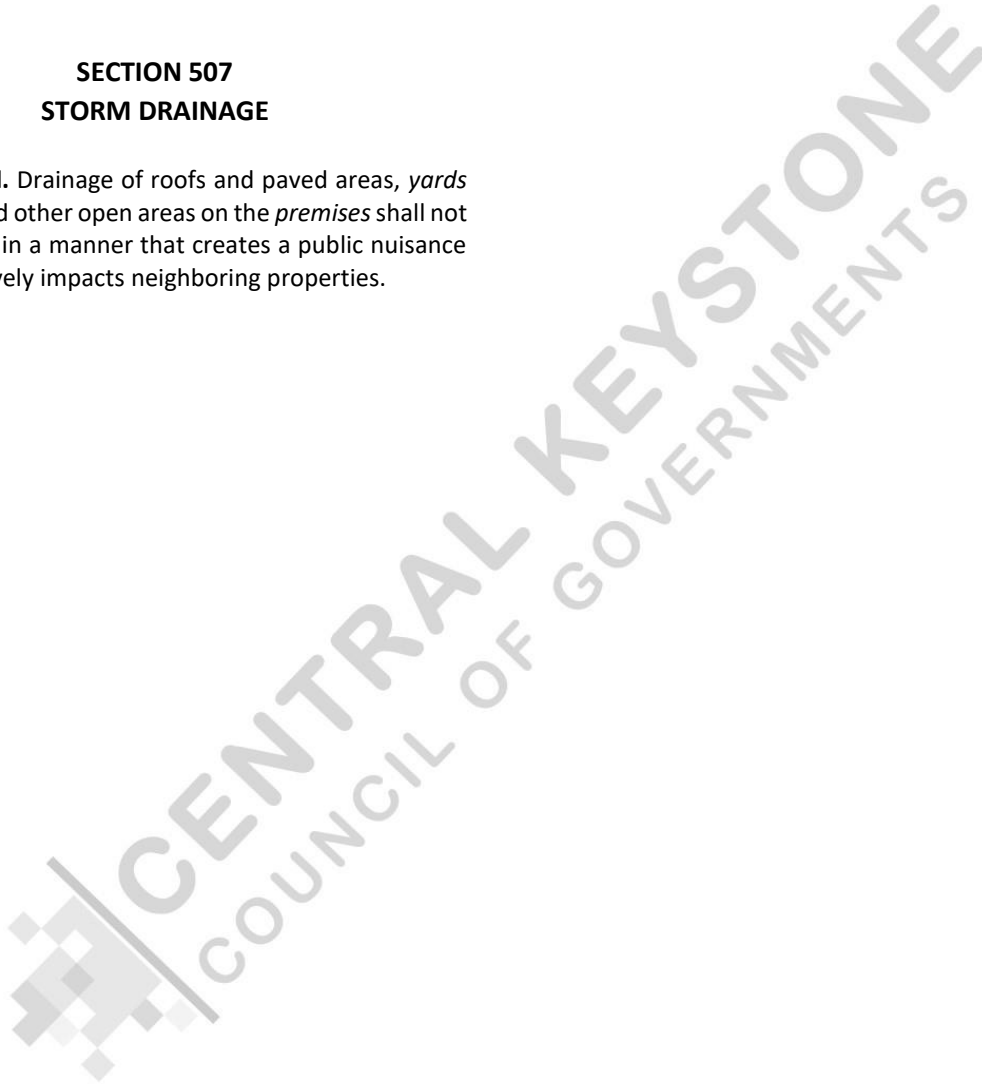 SECTION 507
STORM DRAINAGE
Drainage of roofs and paved areas, yards
other open areas on the premises shall not
in a manner that creates a public nuisance
impacts neighboring properties.
CENTRAL KEYSTONE
COUNCIL OF GOVERNMENTS